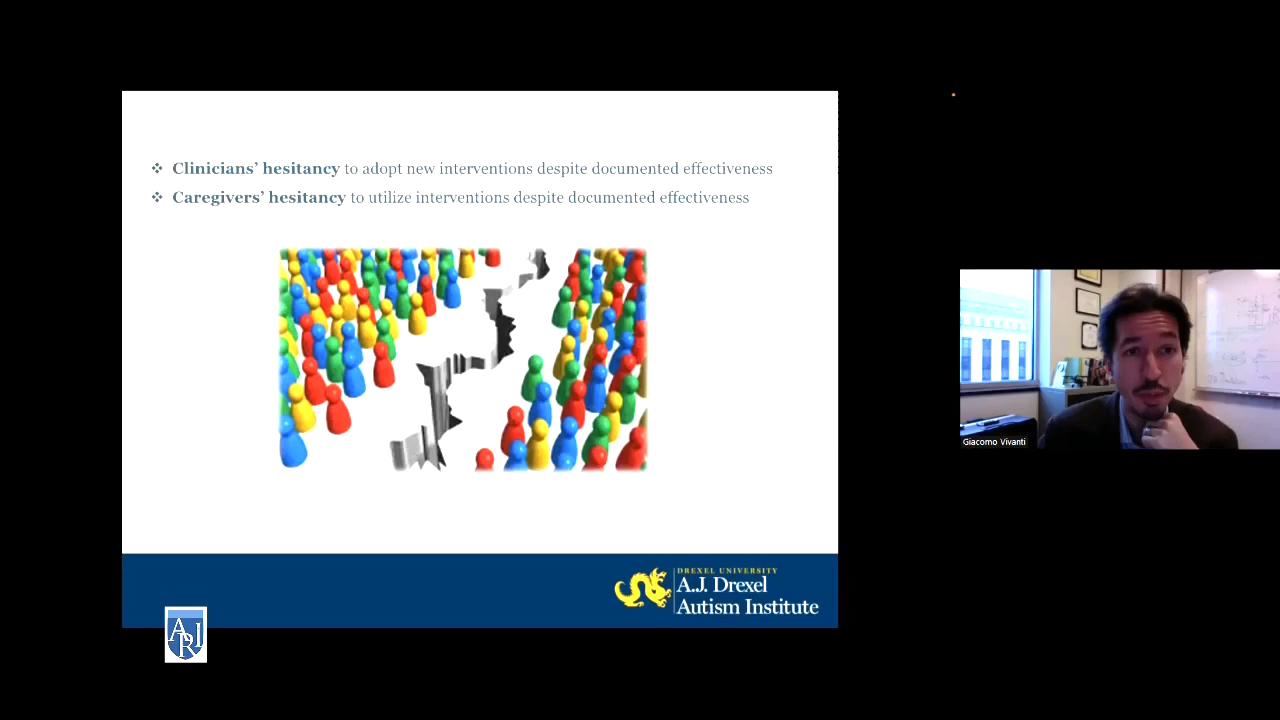 ❖ Clinicians’ hesitancy to adopt new interventions despite documented effectiveness
❖ Caregivers’ hesitancy to utilize interventions despite documented effectiveness
DREXEL UNIVERSITY
A.J. Drexel
Autism Institute
ARI
Giacomo Vivanti